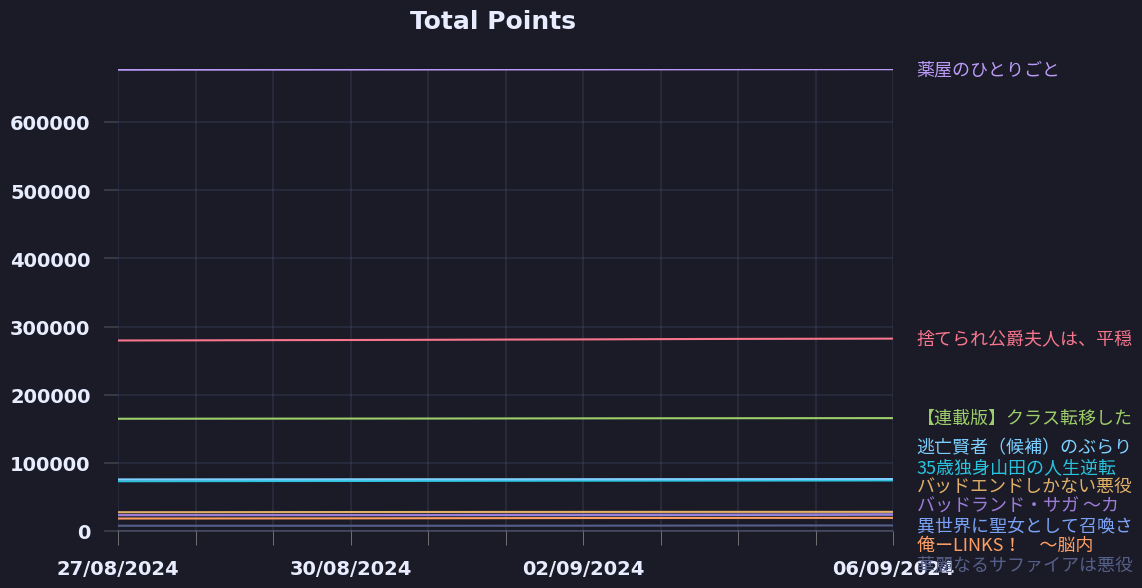 Total Points
薬屋のひとりごと
600000
500000
400000
300000
捨てられ公爵夫人は、平穏
200000
【連載版】クラス転移した
逃亡賢者（候補）のぶらり
100000
35歳独身山田の人生逆転
バッドエンドしかない悪役
バッドランド・サガ ～カ
異世界に聖女として召喚さ
0
俺ーLINKS！　～脳内
華麗なるサファイアは悪役
27/08/2024
30/08/2024
02/09/2024
06/09/2024